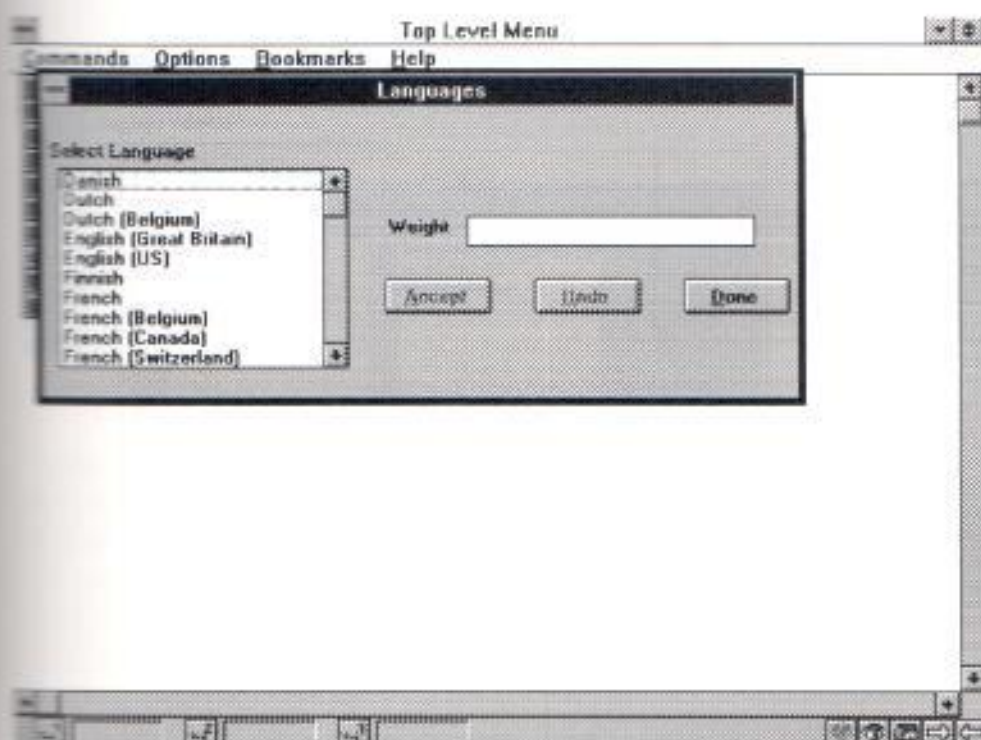 Top Level Menu
Commands Options Bookmarks Help
Languages
Select Language
Danish
Dutch
Dutch (Belgium)
English (Great Britain)
English (US)
Finnish
French
French (Belgium)
French (Canada)
French (Switzerland)
Weight
Accept Undo Done